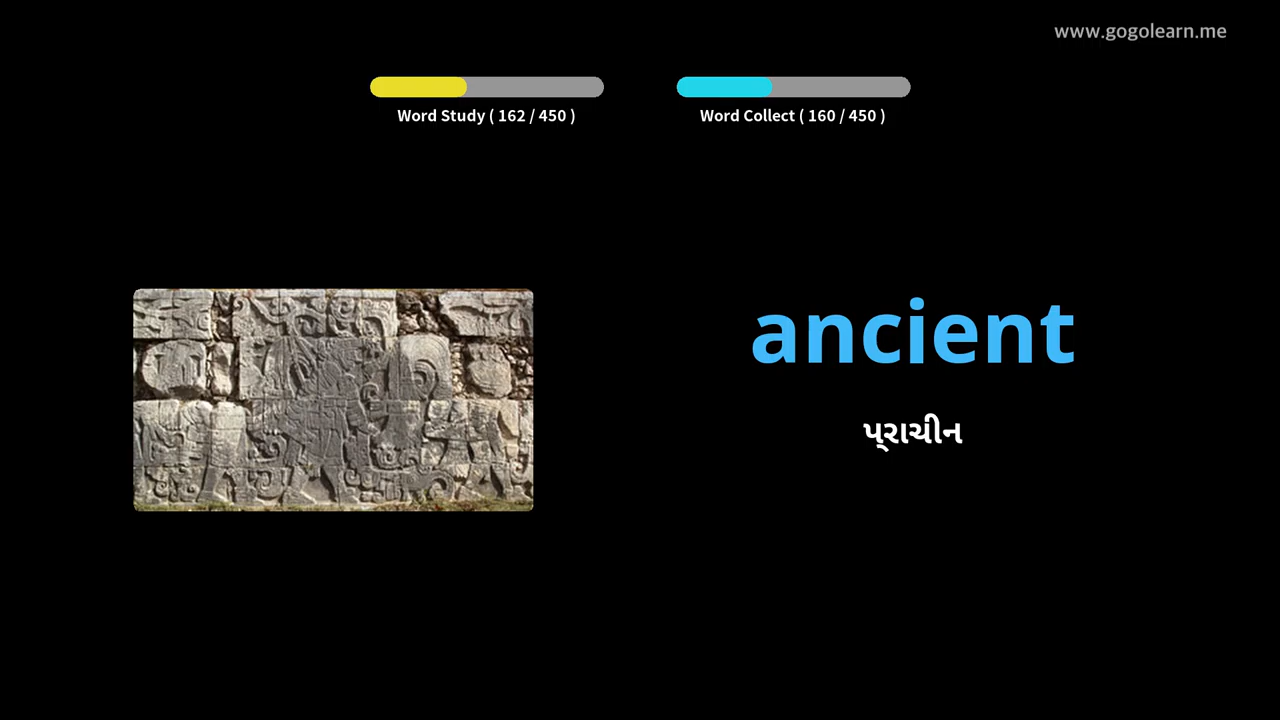 www.gogolearn.me
Word Study ( 162 / 450 )
Word Collect ( 160 / 450 )
ancient
પ્રાચીન